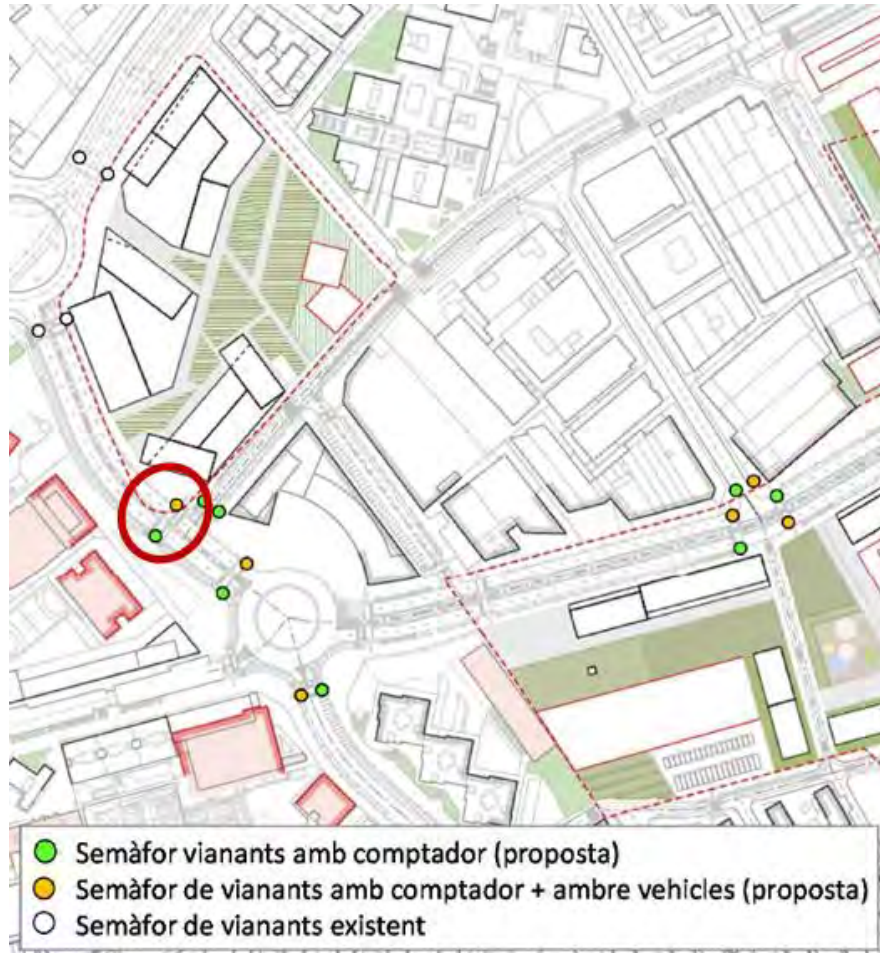 Semàfor vianants amb comptador (proposta)
Semàfor de vianants amb comptador + ambre vehicles (proposta)
Semàfor de vianants existent